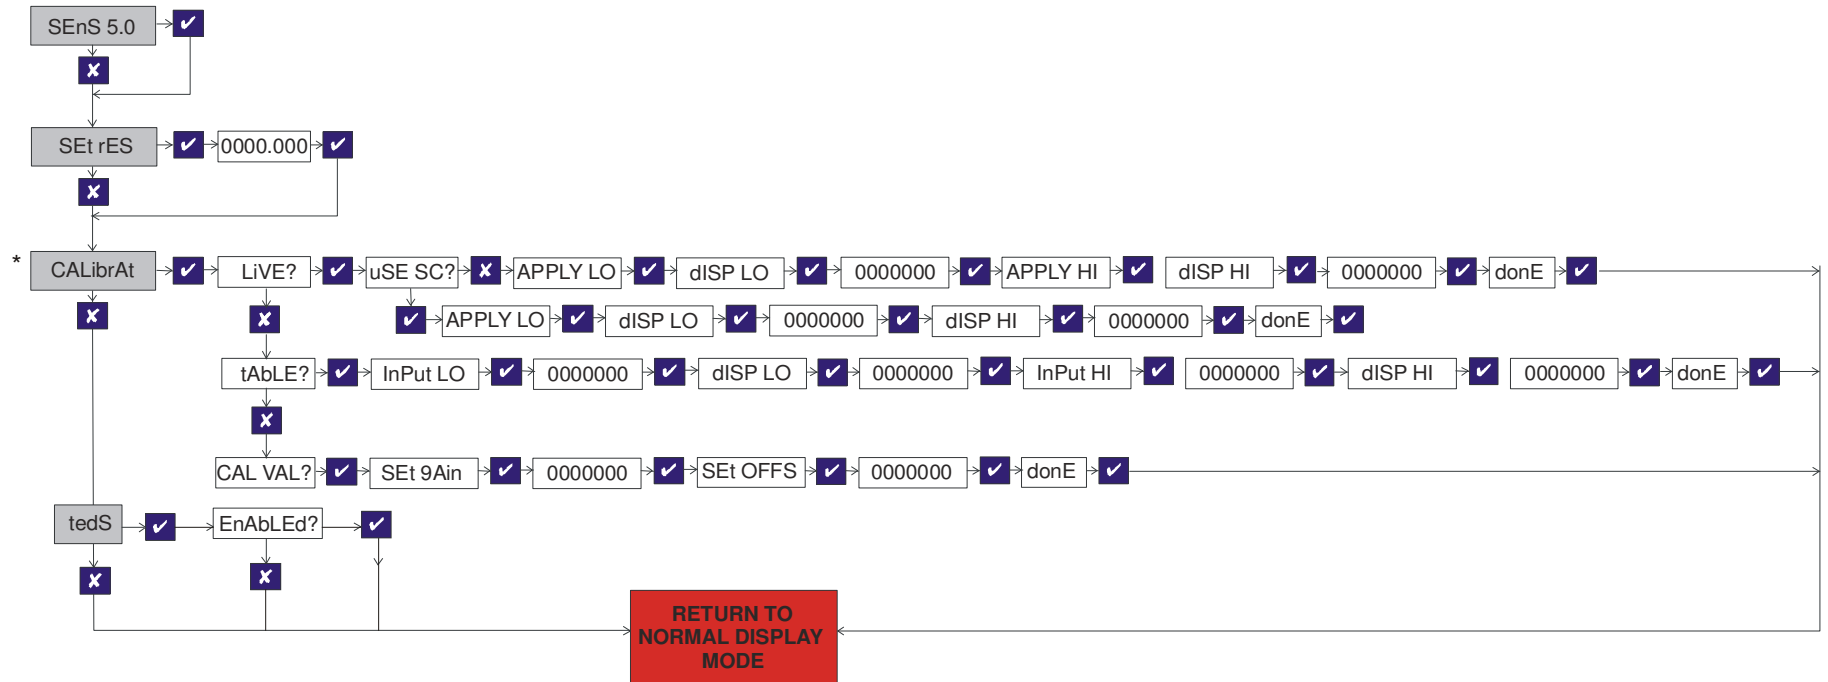 SEnS 5.0 ✔
✘
SEt rES ✔ 0000.000 ✔
✘
* CALibrAt ✔ LiVE? ✔ uSE SC? ✘ APPLY LO ✔ dISP LO ✔ 0000000 ✔ APPLY HI ✔ dISP HI ✔ 0000000 ✔ donE ✔
✘ ✘ ✔ APPLY LO ✔ dISP LO ✔ 0000000 ✔ dISP HI ✔ 0000000 ✔ donE ✔
tAbLE? ✔ InPut LO ✔ 0000000 ✔ dISP LO ✔ 0000000 ✔ InPut HI ✔ 0000000 ✔ dISP HI ✔ 0000000 ✔ donE ✔
✘
CAL VAL? ✔ SEt 9Ain ✔ 0000000 ✔ SEt OFFS ✔ 0000000 ✔ donE ✔
tedS ✔ EnAbLEd? ✔
✘ ✘
RETURN TO
NORMAL DISPLAY
MODE